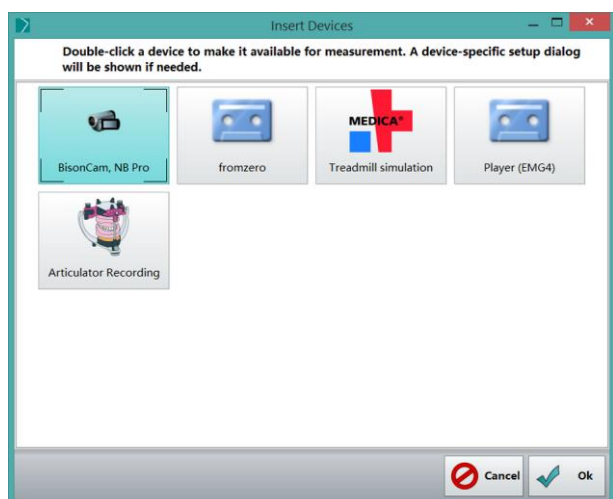 Insert Devices
Double-click a device to make it available for measurement. A device-specific setup dialog
will be shown if needed.
MEDICA®
BisonCam, NB Pro
fromzero
Treadmill simulation
Player (EMG4)
Articulator Recording
Cancel
Ok